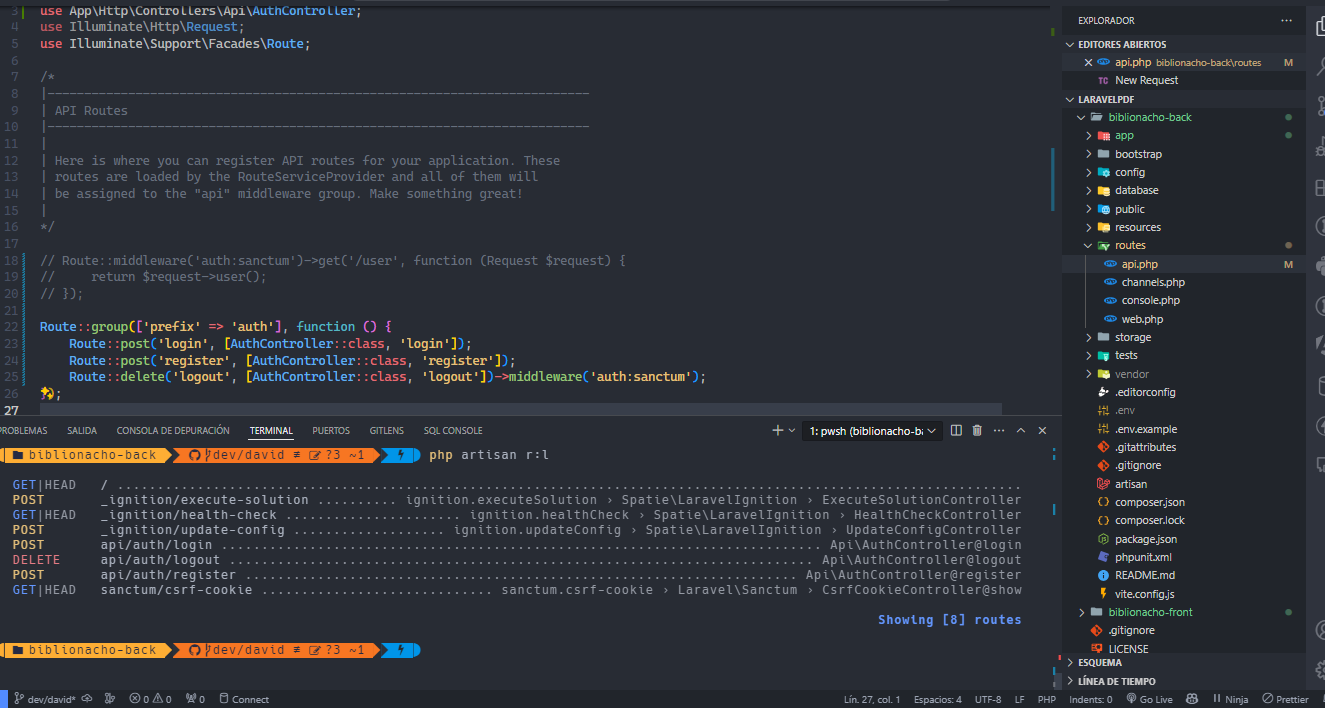 3 use App\Http\Controllers\Api\AuthController;
4 use Illuminate\Http\Request;
5 use Illuminate\Support\Facades\Route;
6
7 /*
8 |--------------------------------------------------------------------------
9 | API Routes
10 |--------------------------------------------------------------------------
11 |
12 | Here is where you can register API routes for your application. These
13 | routes are loaded by the RouteServiceProvider and all of them will
14 | be assigned to the "api" middleware group. Make something great!
15 |
16 */
17
18 // Route::middleware('auth:sanctum')->get('/user', function (Request $request) {
19 //     return $request->user();
20 // });
21
22 Route::group(['prefix' => 'auth'], function () {
23     Route::post('login', [AuthController::class, 'login']);
24     Route::post('register', [AuthController::class, 'register']);
25     Route::delete('logout', [AuthController::class, 'logout'])->middleware('auth:sanctum');
26 });
27
PROBLEMAS SALIDA CONSOLA DE DEPURACIÓN TERMINAL PUERTOS GITLENS SQL CONSOLE
1: pwsh (biblionacho-ba
biblionacho-back /dev/david ≢ ?3 ~1 php artisan r:l
GET|HEAD / ..........................................................................................................
POST _ignition/execute-solution .......... ignition.executeSolution › Spatie\LaravelIgnition › ExecuteSolutionController
GET|HEAD _ignition/health-check ...................... ignition.healthCheck › Spatie\LaravelIgnition › HealthCheckController
POST _ignition/update-config ................... ignition.updateConfig › Spatie\LaravelIgnition › UpdateConfigController
POST api/auth/login ........................................................................ Api\AuthController@login
DELETE api/auth/logout ...................................................................... Api\AuthController@logout
POST api/auth/register .................................................................. Api\AuthController@register
GET|HEAD sanctum/csrf-cookie ............................ sanctum.csrf-cookie › Laravel\Sanctum › CsrfCookieController@show
Showing [8] routes
biblionacho-back /dev/david ≢ ?3 ~1
EXPLORADOR
EDITORES ABIERTOS
api.php biblionacho-back\routes M
TC New Request
LARAVELPDF
biblionacho-back
app
bootstrap
config
database
public
resources
routes
api.php M
channels.php
console.php
web.php
storage
tests
vendor
.editorconfig
.env
.env.example
.gitattributes
.gitignore
artisan
composer.json
composer.lock
package.json
phpunit.xml
README.md
vite.config.js
biblionacho-front
.gitignore
LICENSE
ESQUEMA
LÍNEA DE TIEMPO
dev/david* 0 0 0 Connect Lín. 27, col. 1 Espacios: 4 UTF-8 LF PHP Indents: 0 Go Live Ninja Prettier